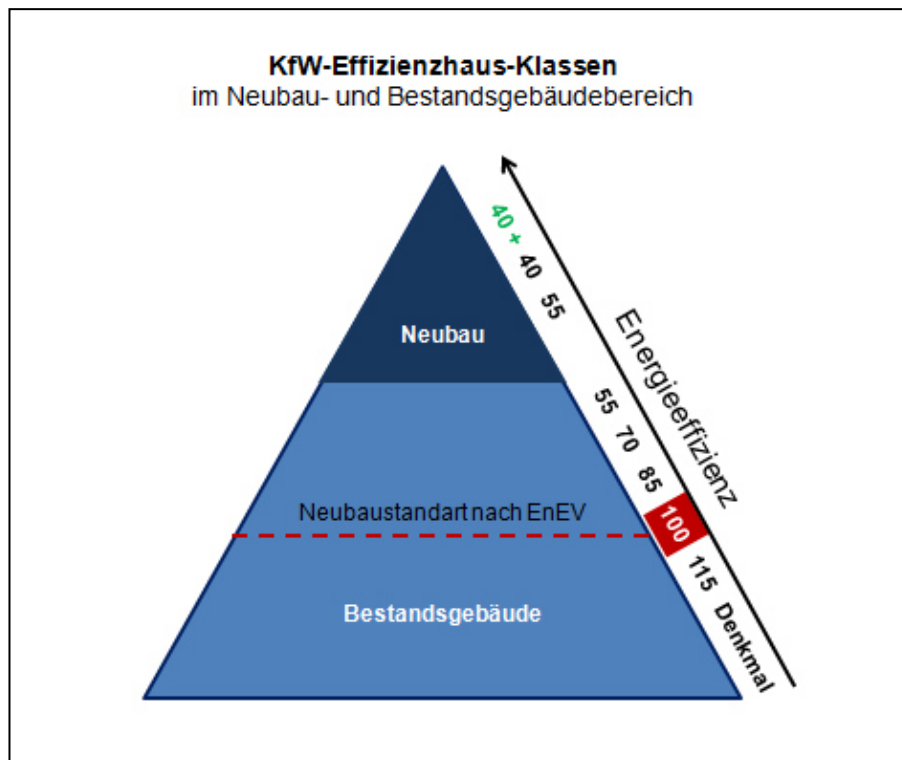 KfW-Effizienzhaus-Klassen
im Neubau- und Bestandsgebäudebereich
40 +
40
55
Neubau
Energieeffizienz
55
70
85
Neubaustandart nach EnEV
100
115
Denkmal
Bestandsgebäude